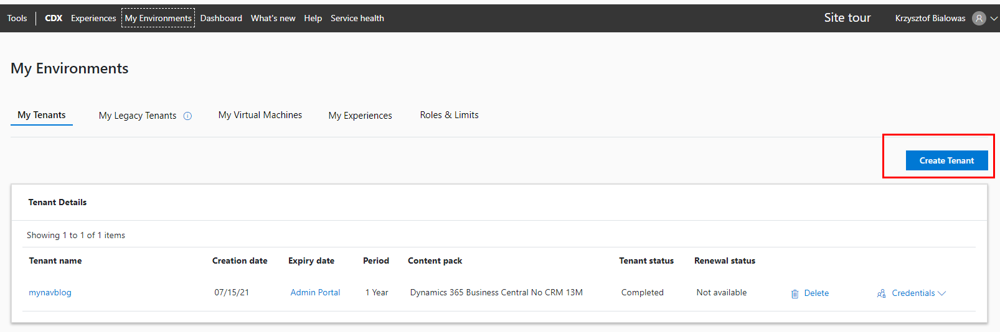 Tools CDX Experiences My Environments Dashboard What's new Help Service health Site tour Krzysztof Bialowas
My Environments
My Tenants My Legacy Tenants My Virtual Machines My Experiences Roles & Limits
Create Tenant
Tenant Details
Showing 1 to 1 of 1 items
Tenant name Creation date Expiry date Period Content pack Tenant status Renewal status
mynavblog 07/15/21 Admin Portal 1 Year Dynamics 365 Business Central No CRM 13M Completed Not available Delete Credentials